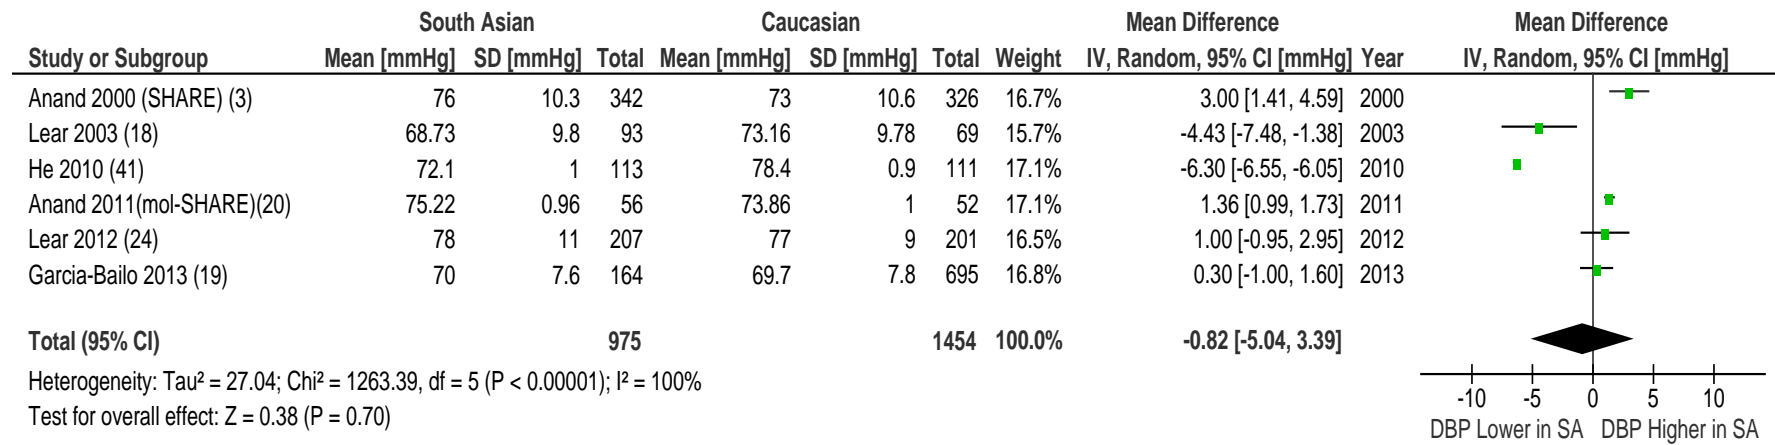 South Asian Caucasian Mean Difference Mean Difference
Study or Subgroup Mean [mmHg] SD [mmHg] Total Mean [mmHg] SD [mmHg] Total Weight IV, Random, 95% CI [mmHg] Year IV, Random, 95% CI [mmHg]
Anand 2000 (SHARE) (3) 76 10.3 342 73 10.6 326 16.7% 3.00 [1.41, 4.59] 2000
Lear 2003 (18) 68.73 9.8 93 73.16 9.78 69 15.7% -4.43 [-7.48, -1.38] 2003
He 2010 (41) 72.1 1 113 78.4 0.9 111 17.1% -6.30 [-6.55, -6.05] 2010
Anand 2011(mol-SHARE)(20) 75.22 0.96 56 73.86 1 52 17.1% 1.36 [0.99, 1.73] 2011
Lear 2012 (24) 78 11 207 77 9 201 16.5% 1.00 [-0.95, 2.95] 2012
Garcia-Bailo 2013 (19) 70 7.6 164 69.7 7.8 695 16.8% 0.30 [-1.00, 1.60] 2013
Total (95% CI) 975 1454 100.0% -0.82 [-5.04, 3.39]
Heterogeneity: Tau² = 27.04; Chi² = 1263.39, df = 5 (P < 0.00001); I² = 100%
Test for overall effect: Z = 0.38 (P = 0.70)
-10 -5 0 5 10
DBP Lower in SA DBP Higher in SA